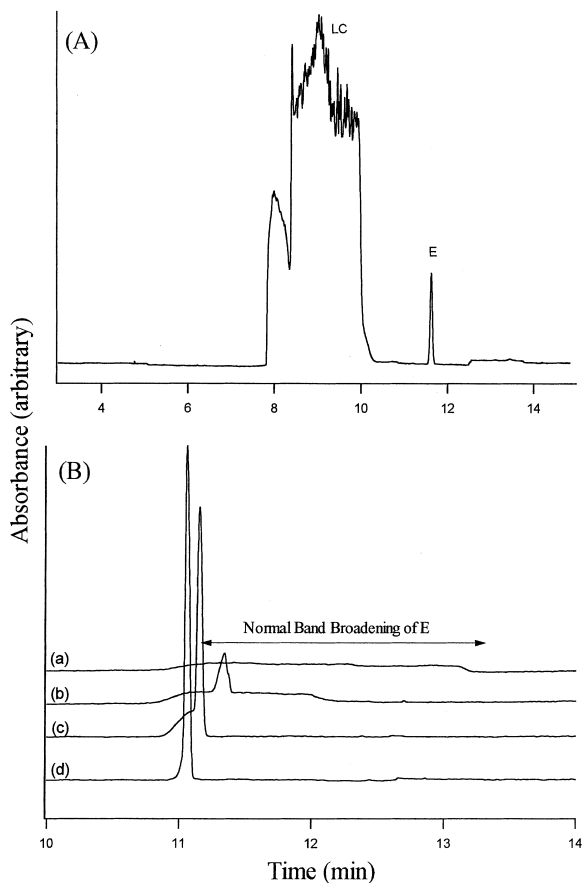 (A)
LC
E
4 6 8 10 12 14
Absorbance (arbitrary)
(B)
Normal Band Broadening of E
(a)
(b)
(c)
(d)
10 11 12 13 14
Time (min)